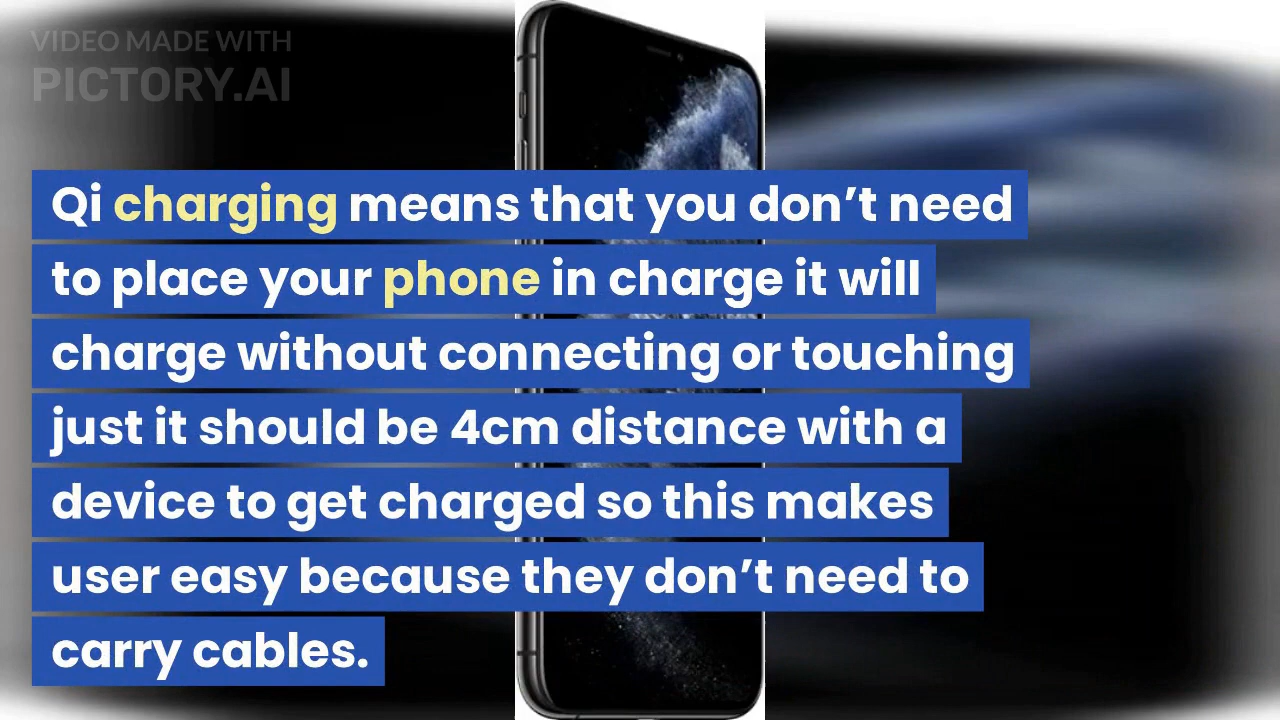 VIDEO MADE WITH
PICTORY.AI
Qi charging means that you don’t need
to place your phone in charge it will
charge without connecting or touching
just it should be 4cm distance with a
device to get charged so this makes
user easy because they don’t need to
carry cables.